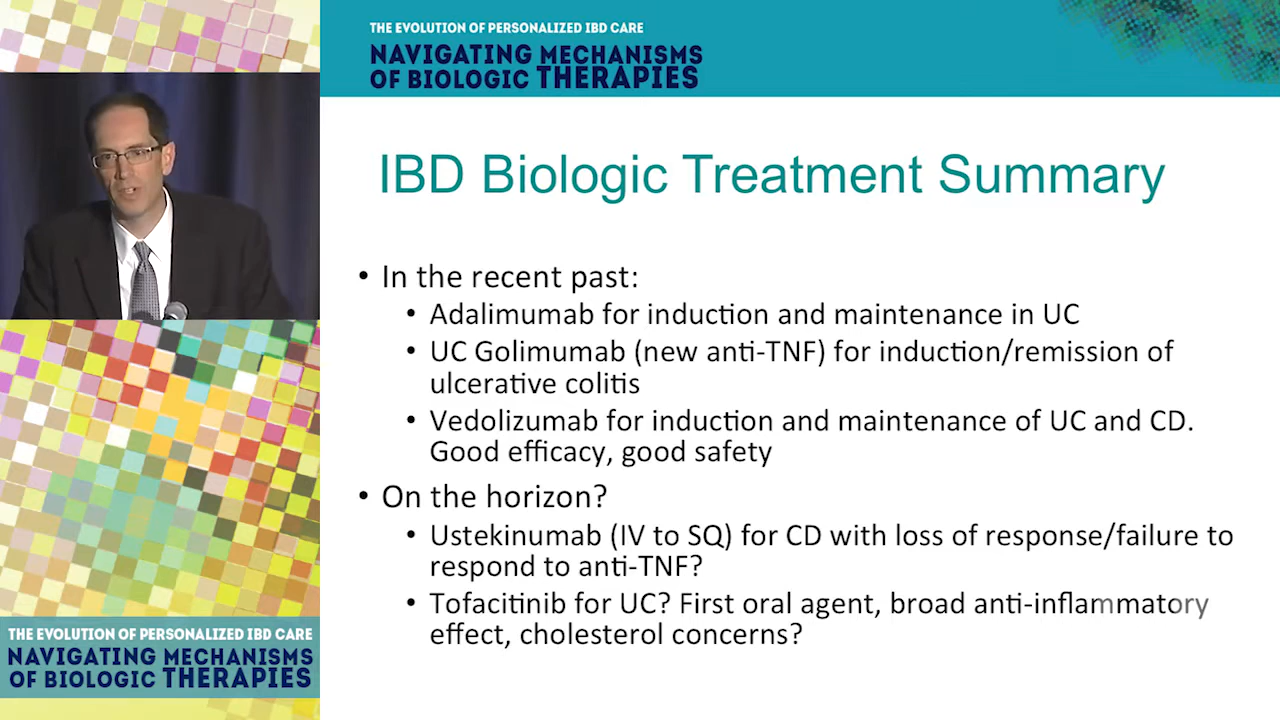 THE EVOLUTION OF PERSONALIZED IBD CARE
NAVIGATING MECHANISMS
OF BIOLOGIC THERAPIES
IBD Biologic Treatment Summary
• In the recent past:
• Adalimumab for induction and maintenance in UC
• UC Golimumab (new anti-TNF) for induction/remission of
ulcerative colitis
• Vedolizumab for induction and maintenance of UC and CD.
Good efficacy, good safety
• On the horizon?
• Ustekinumab (IV to SQ) for CD with loss of response/failure to
respond to anti-TNF?
• Tofacitinib for UC? First oral agent, broad anti-inflammatory
effect, cholesterol concerns?
THE EVOLUTION OF PERSONALIZED IBD CARE
NAVIGATING MECHANISMS
OF BIOLOGIC THERAPIES